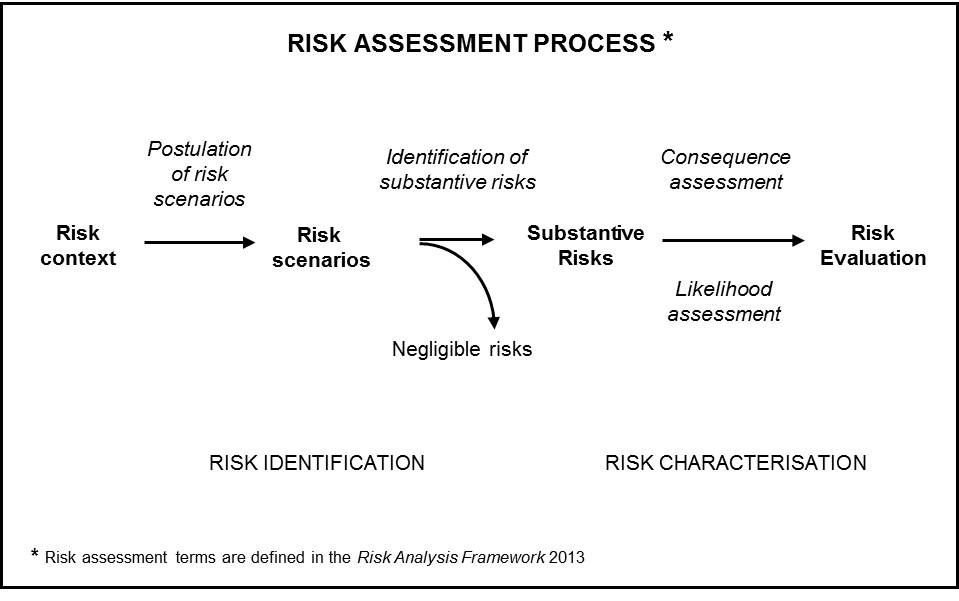 RISK ASSESSMENT PROCESS *
Postulation
of risk
scenarios
Identification of
substantive risks
Consequence
assessment
Risk
context
Risk
scenarios
Substantive
Risks
Risk
Evaluation
Likelihood
assessment
Negligible risks
RISK IDENTIFICATION
RISK CHARACTERISATION
* Risk assessment terms are defined in the Risk Analysis Framework 2013